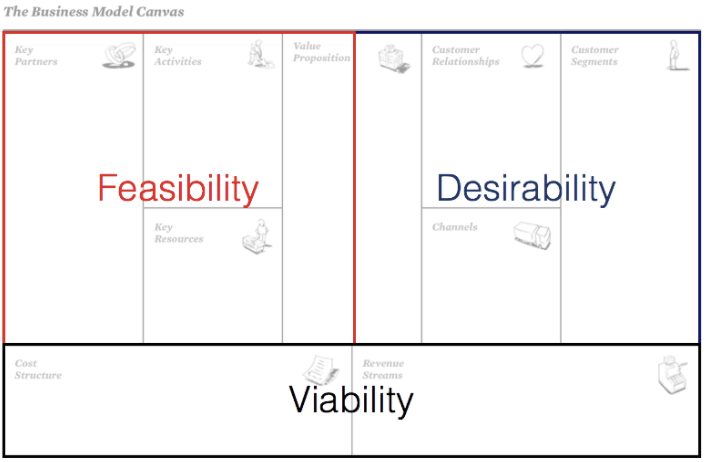 The Business Model Canvas
Key
Partners
Key
Activities
Value
Proposition
Customer
Relationships
Customer
Segments
Feasibility
Desirability
Key
Resources
Channels
Cost
Structure
Revenue
Streams
Viability